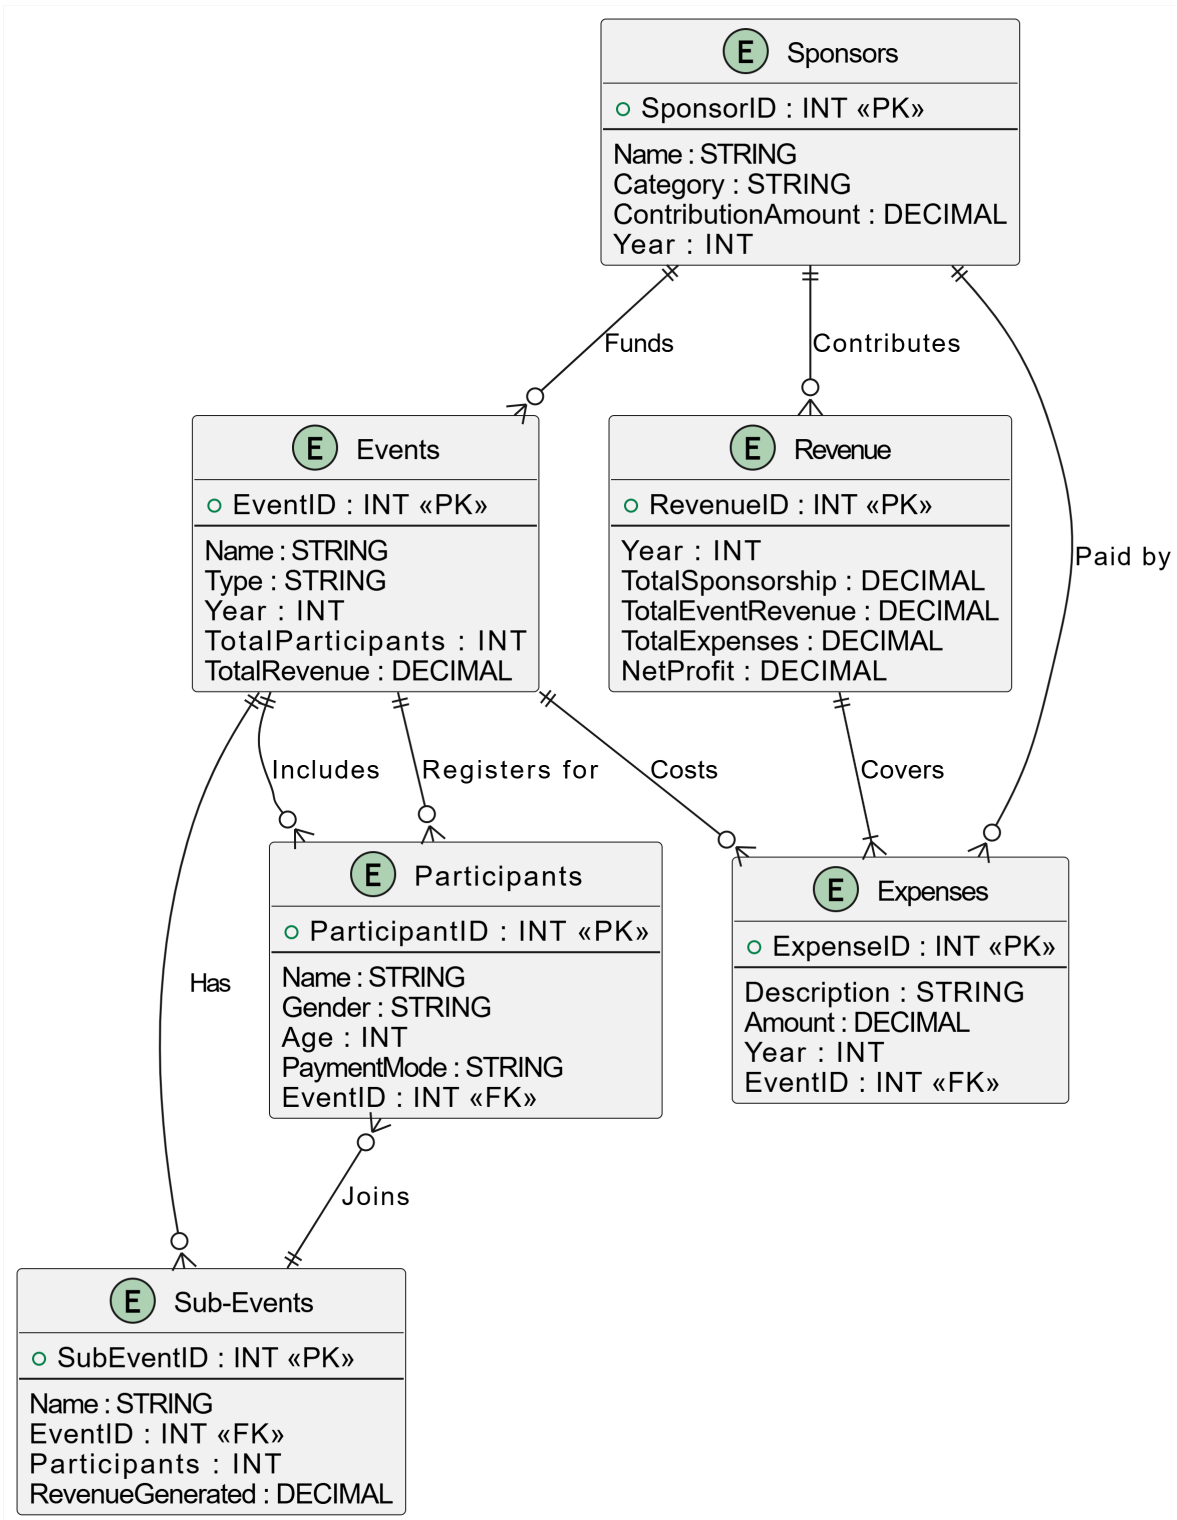 E Sponsors
SponsorID : INT «PK»
Name : STRING
Category : STRING
ContributionAmount : DECIMAL
Year : INT
Funds
Contributes
Paid by
E Events
EventID : INT «PK»
Name : STRING
Type : STRING
Year : INT
TotalParticipants : INT
TotalRevenue : DECIMAL
E Revenue
RevenueID : INT «PK»
Year : INT
TotalSponsorship : DECIMAL
TotalEventRevenue : DECIMAL
TotalExpenses : DECIMAL
NetProfit : DECIMAL
Includes
Registers for
Costs
Covers
Has
E Participants
ParticipantID : INT «PK»
Name : STRING
Gender : STRING
Age : INT
PaymentMode : STRING
EventID : INT «FK»
E Expenses
ExpenseID : INT «PK»
Description : STRING
Amount : DECIMAL
Year : INT
EventID : INT «FK»
Joins
E Sub-Events
SubEventID : INT «PK»
Name : STRING
EventID : INT «FK»
Participants : INT
RevenueGenerated : DECIMAL